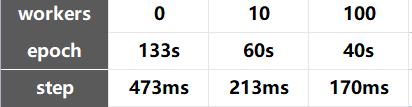 workers 0 10 100
epoch 133s 60s 40s
step 473ms 213ms 170ms